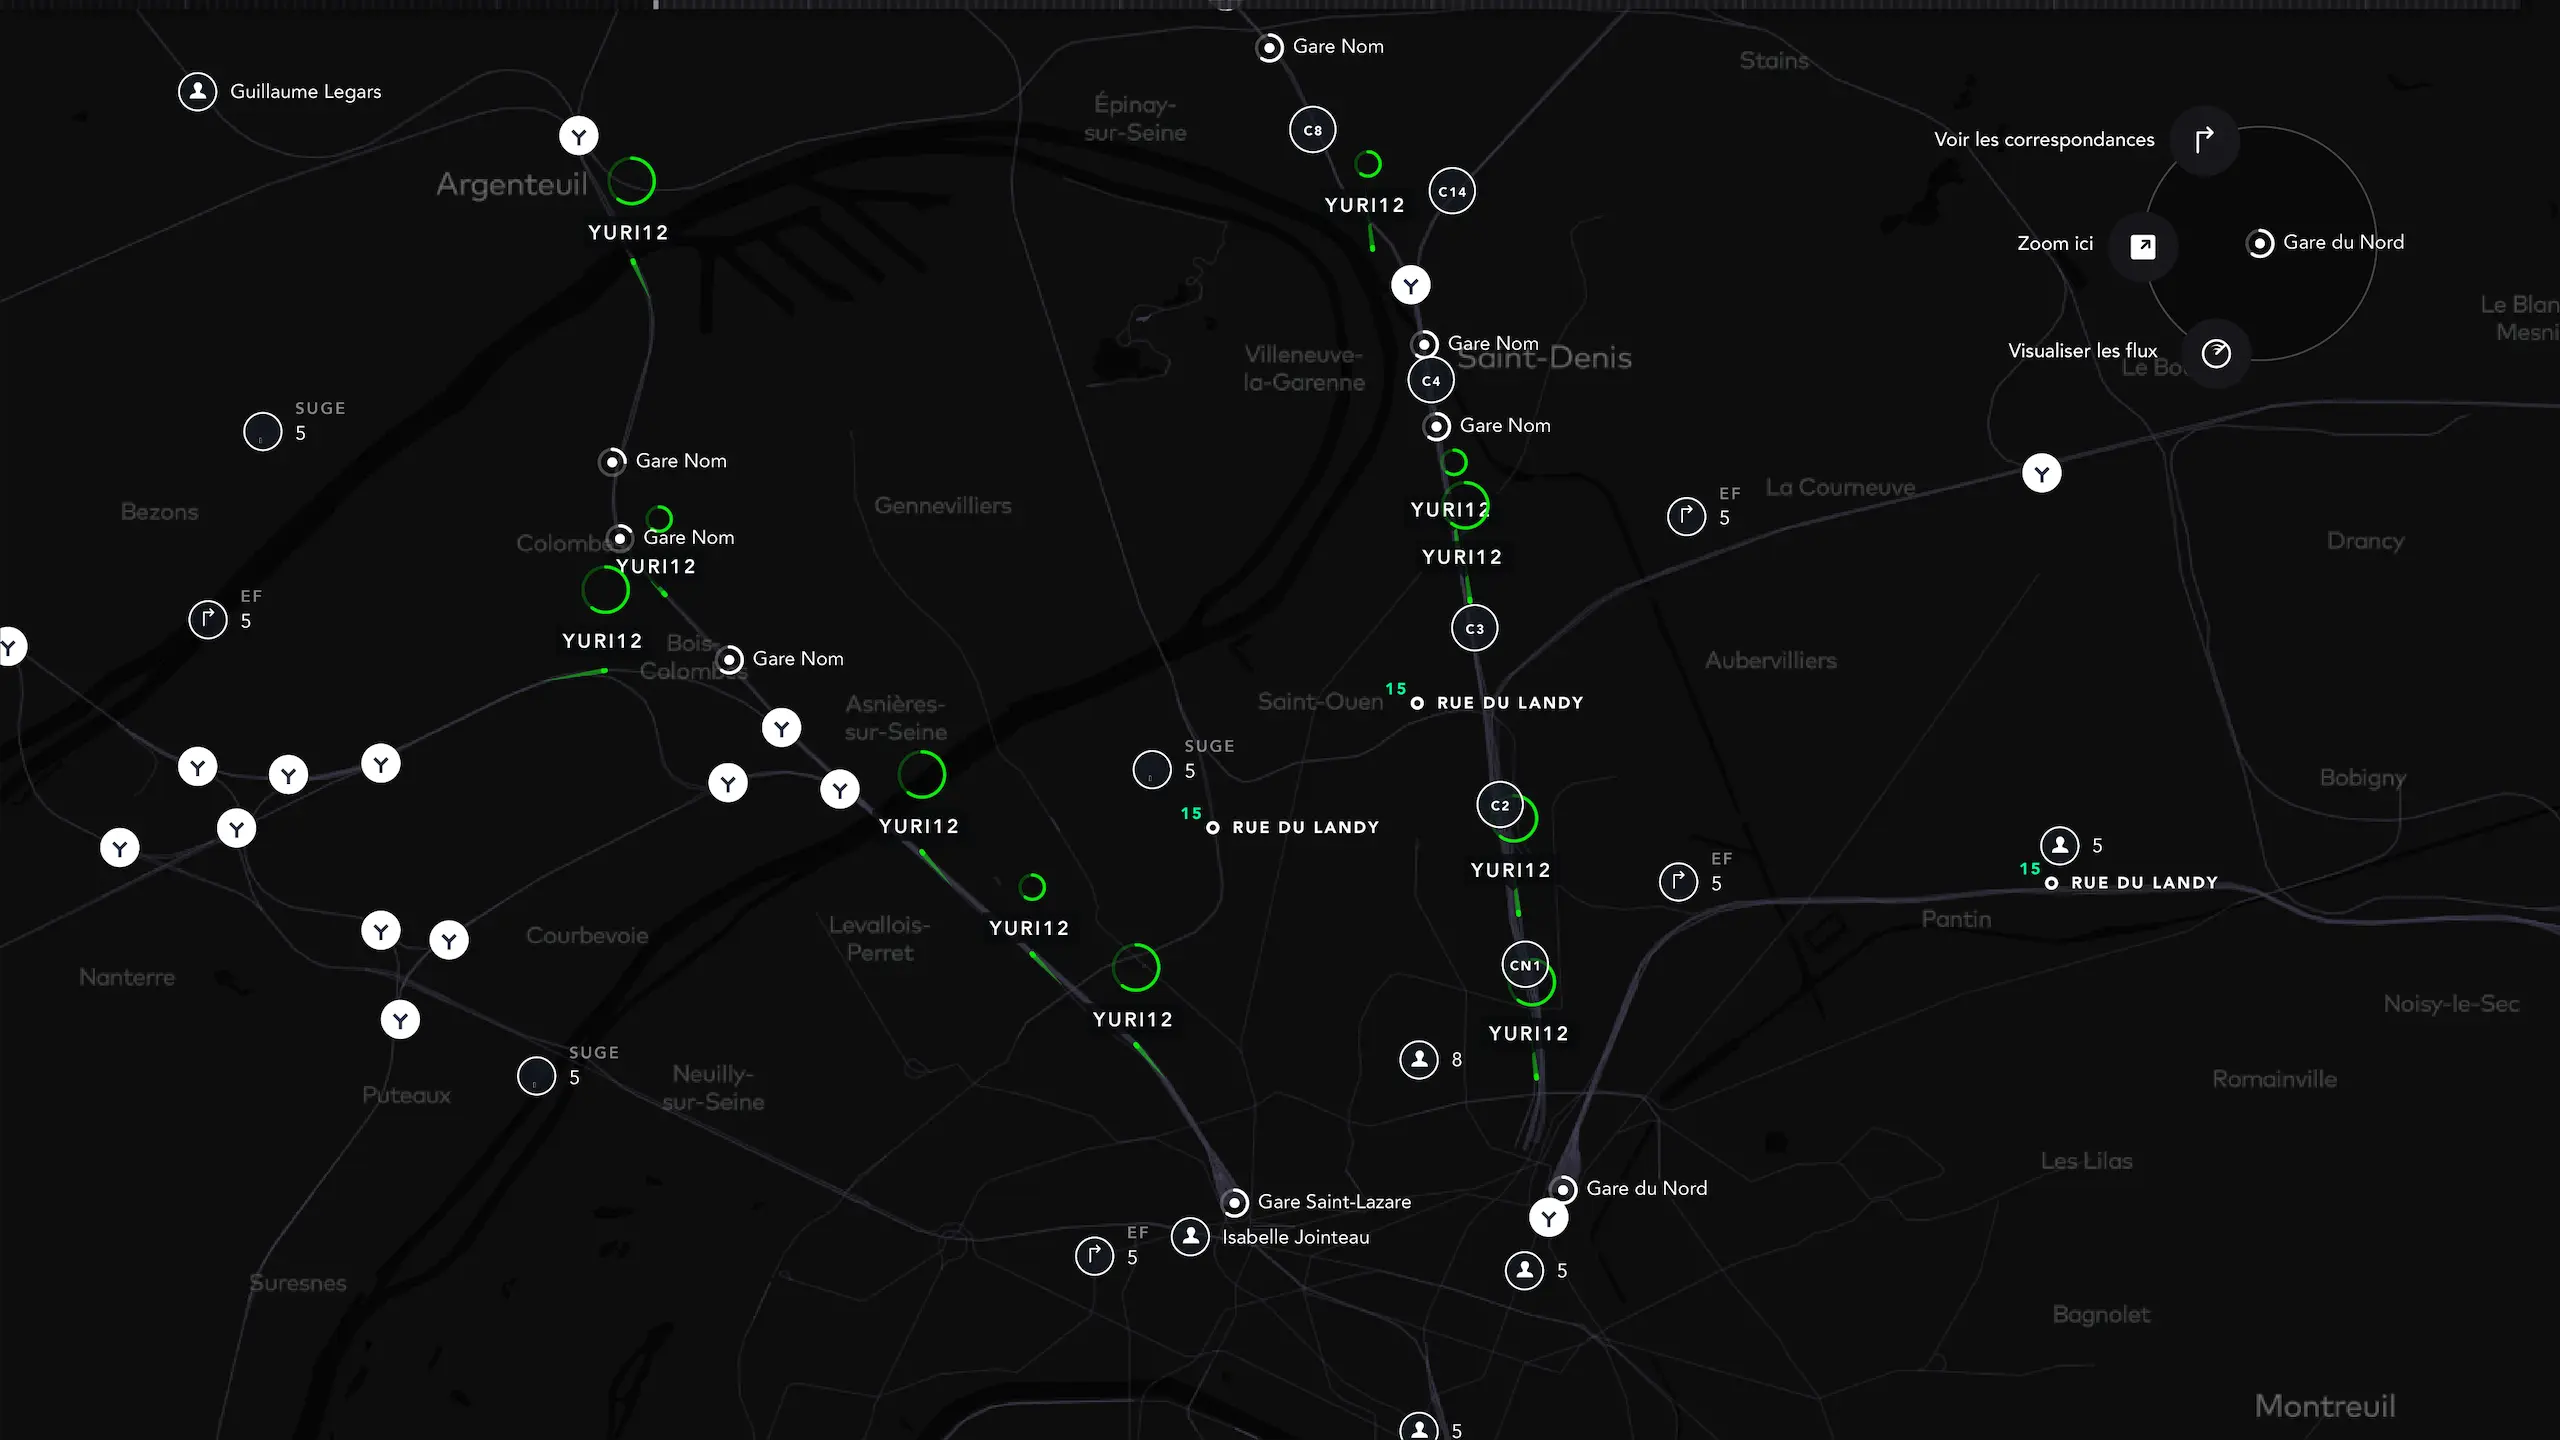 Gare Nom
Stains
Guillaume Legars
Épinay-
sur-Seine
C8
Y
Voir les correspondances
Argenteuil
YURI12
C14
YURI12
Zoom ici
Gare du Nord
Y
Le Blan
Mesni
Gare Nom
Saint-Denis
Villeneuve-
la-Garenne
Visualiser les flux
Le Bo
C4
SUGE
5
Gare Nom
Gare Nom
Y
La Courneuve
EF
5
Bezons
Gennevilliers
YURI12
Colombe
Gare Nom
Drancy
YURI12
YURI12
EF
5
C3
YURI12
Y
Bois-
Colombes
Gare Nom
Aubervilliers
15
RUE DU LANDY
Saint-Ouen
Asnières-
sur-Seine
Y
SUGE
5
Y
Y
Y
Y
Y
Bobigny
C2
15
RUE DU LANDY
YURI12
Y
Y
5
EF
5
15
RUE DU LANDY
YURI12
Pantin
Levallois-
Perret
YURI12
Courbevoie
Y
Y
CN1
Nanterre
Noisy-le-Sec
Y
YURI12
YURI12
8
SUGE
5
Neuilly-
sur-Seine
Romainville
Puteaux
Les Lilas
Gare du Nord
Gare Saint-Lazare
Y
Isabelle Jointeau
EF
5
5
Suresnes
Bagnolet
Montreuil
5